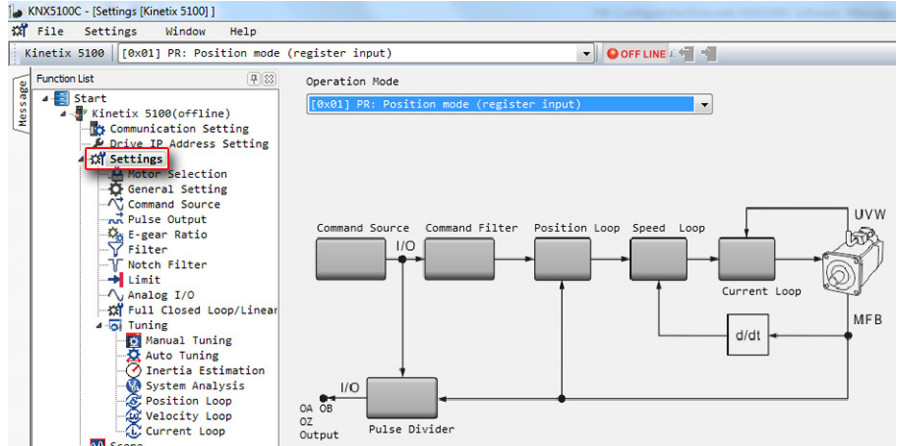 KNX5100C - [Settings [Kinetix 5100] ]
File Settings Window Help
Kinetix 5100 [0x01] PR: Position mode (register input) OFF LINE
Message
Function List
Start
Kinetix 5100(offline)
Communication Setting
Drive IP Address Setting
Settings
Motor Selection
General Setting
Command Source
Pulse Output
E-gear Ratio
Filter
Notch Filter
Limit
Analog I/O
Full Closed Loop/Linear
Tuning
Manual Tuning
Auto Tuning
Inertia Estimation
System Analysis
Position Loop
Velocity Loop
Current Loop
Scope
Operation Mode
[0x01] PR: Position mode (register input)
UVW
Command Source Command Filter Position Loop Speed Loop
I/O
Current Loop
MFB
d/dt
I/O
OA OB
OZ
Output
Pulse Divider